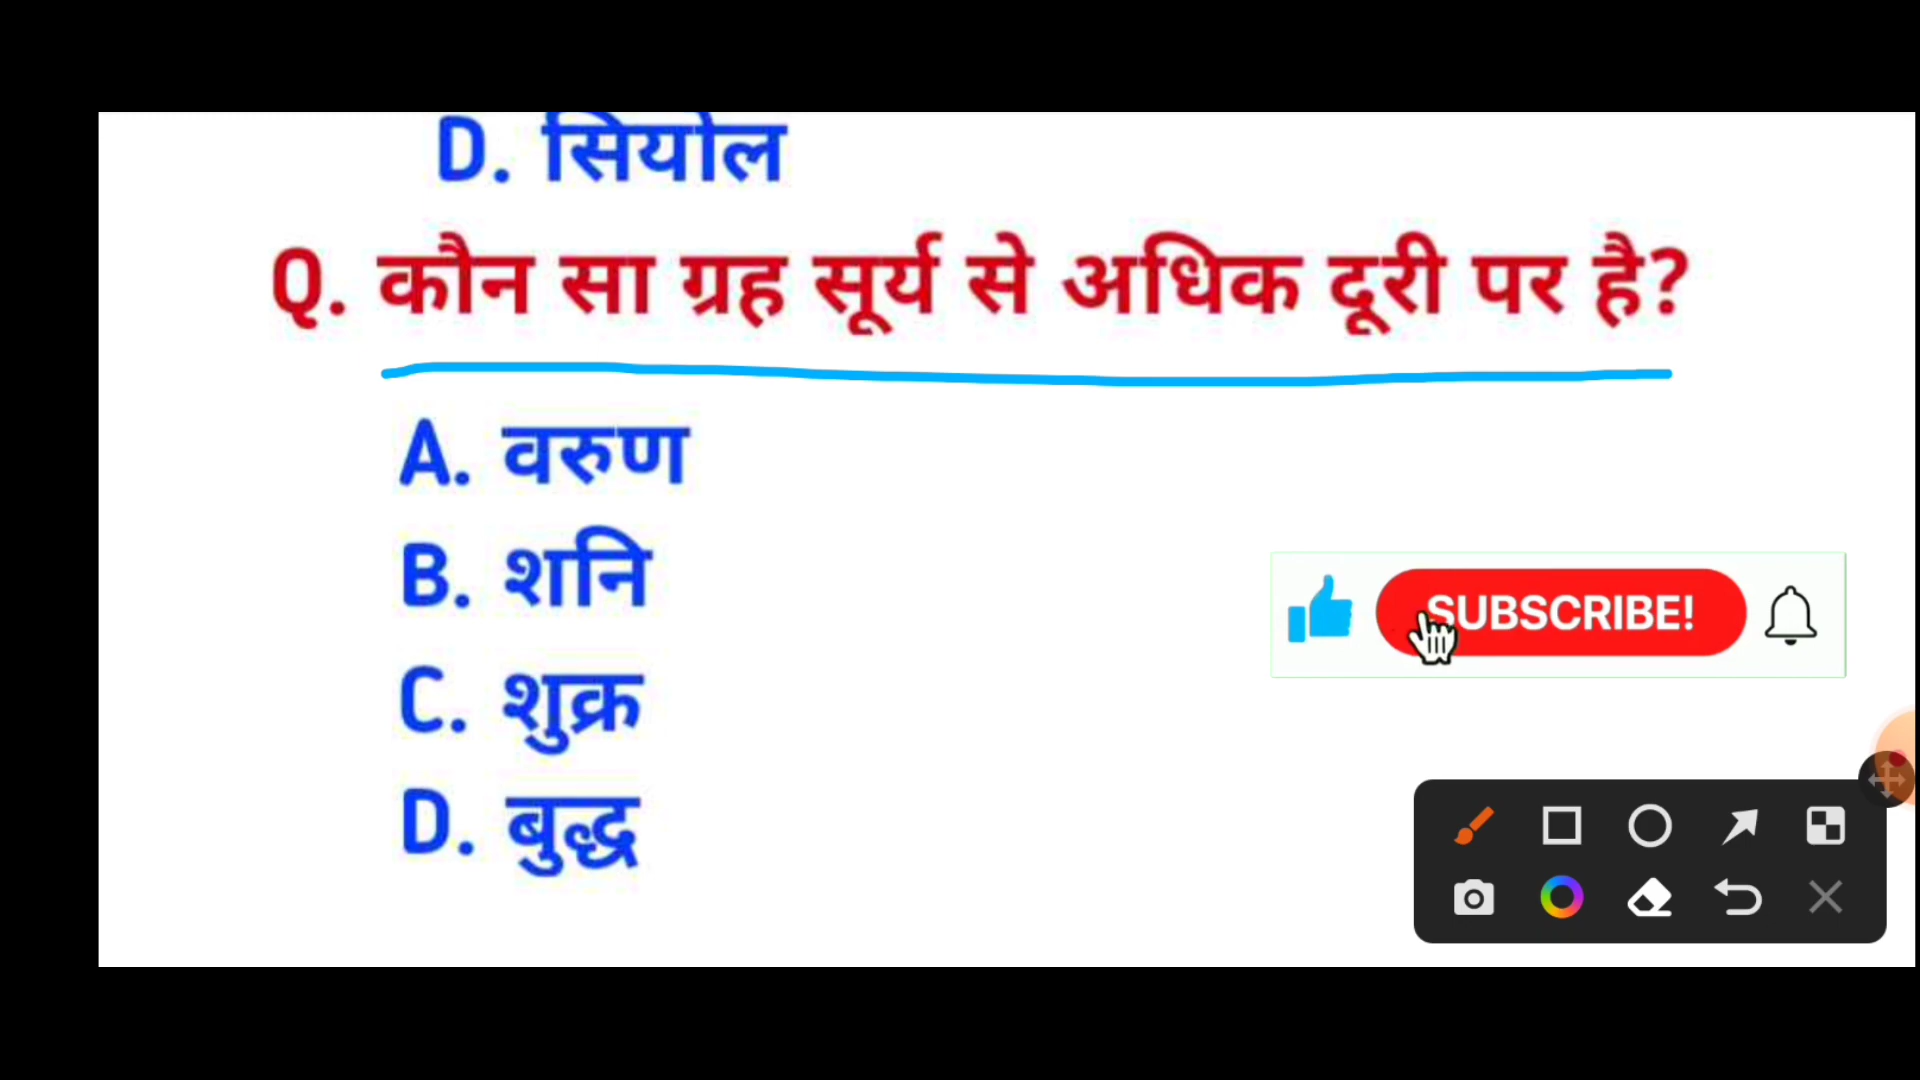 D. सियोल
Q. कौन सा ग्रह सूर्य से अधिक दूरी पर है?
A. वरुण
B. शनि
C. शुक्र
D. बुद्ध
SUBSCRIBE!